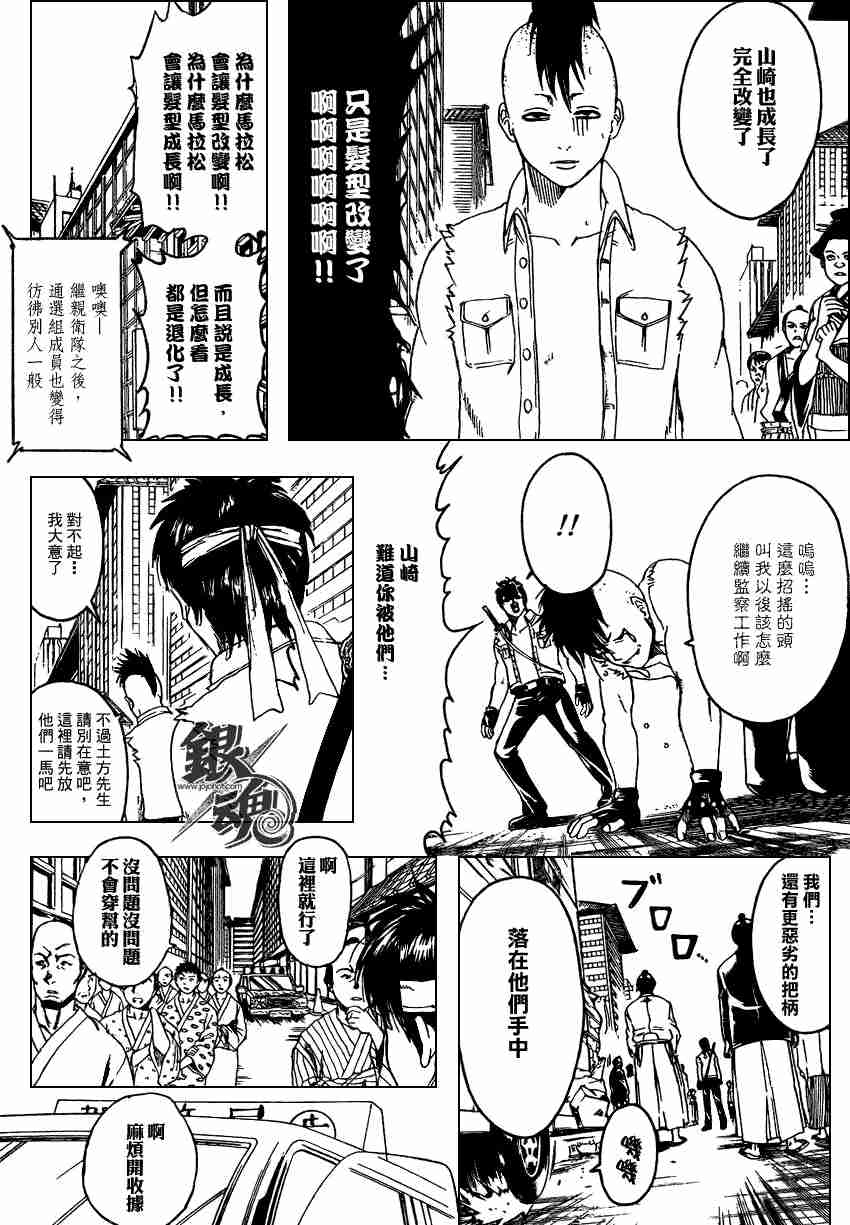 山崎也成長了
完全改變了
只是髮型改變了
啊啊啊啊啊啊!!
為什麼馬拉松
會讓髮型改變啊!!
為什麼馬拉松
會讓髮型成長啊!!
而且說是成長，
但怎麼看
都是退化了!!
噢噢—
繼親衛隊之後，
通選組成員也變得
彷彿別人一般
嗚嗚…
這麼招搖的頭
叫我以後該怎麼
繼續監察工作啊
!!
山崎
難道你被他們…
對不起…
我大意了
不過土方先生
請別在意吧，
這裡請先放
他們一馬吧
銀魂
www.jojohot.com
我們…
還有更惡劣的把柄
ブロロ…
落在他們手中
嘰嘰
啊
這裡就行了
沒問題沒問題
不會穿幫的
啊
麻煩開收據